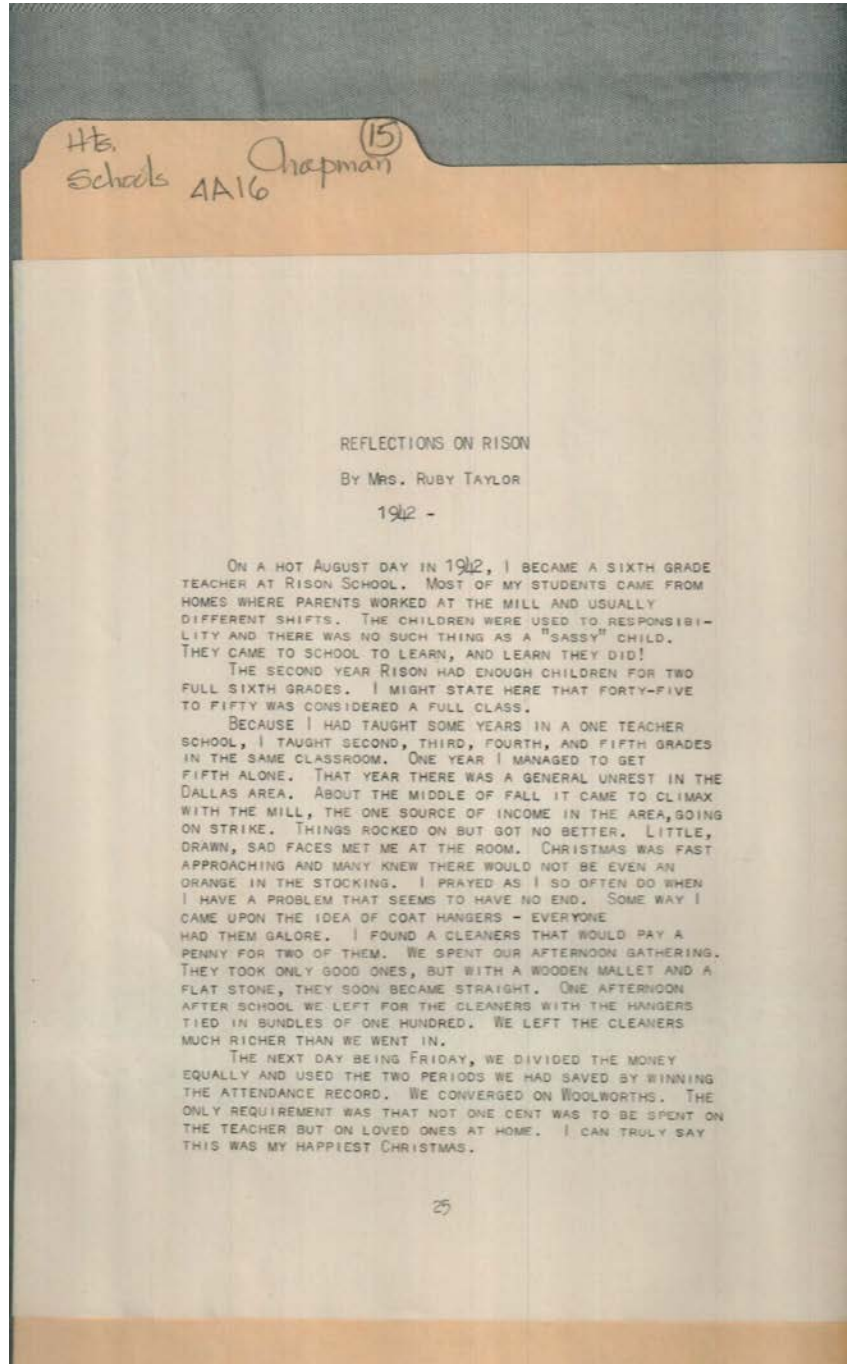 Hts.
Schools 4A16 Chapman 15
REFLECTIONS ON RISON
BY MRS. RUBY TAYLOR
1942 -
ON A HOT AUGUST DAY IN 1942, I BECAME A SIXTH GRADE
TEACHER AT RISON SCHOOL. MOST OF MY STUDENTS CAME FROM
HOMES WHERE PARENTS WORKED AT THE MILL AND USUALLY
DIFFERENT SHIFTS. THE CHILDREN WERE USED TO RESPONSIBI-
LITY AND THERE WAS NO SUCH THING AS A "SASSY" CHILD.
THEY CAME TO SCHOOL TO LEARN, AND LEARN THEY DID!
THE SECOND YEAR RISON HAD ENOUGH CHILDREN FOR TWO
FULL SIXTH GRADES. I MIGHT STATE HERE THAT FORTY-FIVE
TO FIFTY WAS CONSIDERED A FULL CLASS.
BECAUSE I HAD TAUGHT SOME YEARS IN A ONE TEACHER
SCHOOL, I TAUGHT SECOND, THIRD, FOURTH, AND FIFTH GRADES
IN THE SAME CLASSROOM. ONE YEAR I MANAGED TO GET
FIFTH ALONE. THAT YEAR THERE WAS A GENERAL UNREST IN THE
DALLAS AREA. ABOUT THE MIDDLE OF FALL IT CAME TO CLIMAX
WITH THE MILL, THE ONE SOURCE OF INCOME IN THE AREA,GOING
ON STRIKE. THINGS ROCKED ON BUT GOT NO BETTER. LITTLE,
DRAWN, SAD FACES MET ME AT THE ROOM. CHRISTMAS WAS FAST
APPROACHING AND MANY KNEW THERE WOULD NOT BE EVEN AN
ORANGE IN THE STOCKING. I PRAYED AS I SO OFTEN DO WHEN
I HAVE A PROBLEM THAT SEEMS TO HAVE NO END. SOME WAY I
CAME UPON THE IDEA OF COAT HANGERS - EVERYONE
HAD THEM GALORE. I FOUND A CLEANERS THAT WOULD PAY A
PENNY FOR TWO OF THEM. WE SPENT OUR AFTERNOON GATHERING.
THEY TOOK ONLY GOOD ONES, BUT WITH A WOODEN MALLET AND A
FLAT STONE, THEY SOON BECAME STRAIGHT. ONE AFTERNOON
AFTER SCHOOL WE LEFT FOR THE CLEANERS WITH THE HANGERS
TIED IN BUNDLES OF ONE HUNDRED. WE LEFT THE CLEANERS
MUCH RICHER THAN WE WENT IN.
THE NEXT DAY BEING FRIDAY, WE DIVIDED THE MONEY
EQUALLY AND USED THE TWO PERIODS WE HAD SAVED BY WINNING
THE ATTENDANCE RECORD. WE CONVERGED ON WOOLWORTHS. THE
ONLY REQUIREMENT WAS THAT NOT ONE CENT WAS TO BE SPENT ON
THE TEACHER BUT ON LOVED ONES AT HOME. I CAN TRULY SAY
THIS WAS MY HAPPIEST CHRISTMAS.
25